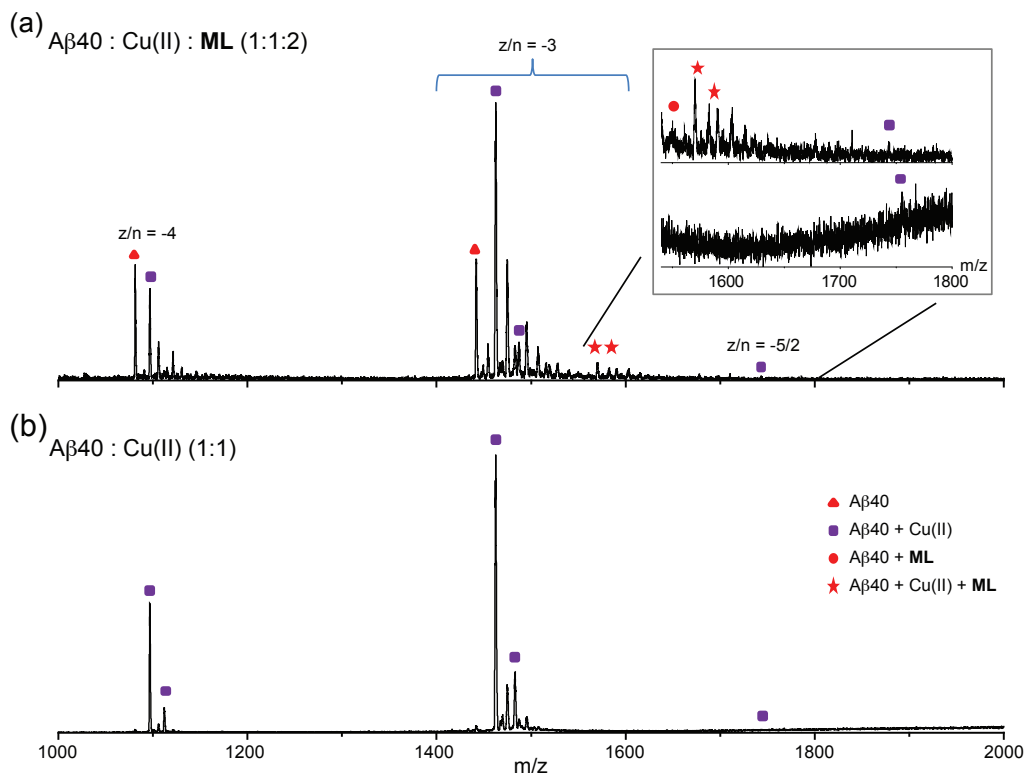 (a)
Aβ40 : Cu(II) : ML (1:1:2)
z/n = -3
z/n = -4
z/n = -5/2
1600 1700 1800
m/z
(b)
Aβ40 : Cu(II) (1:1)
Aβ40
Aβ40 + Cu(II)
Aβ40 + ML
Aβ40 + Cu(II) + ML
1000 1200 1400 1600 1800 2000
m/z